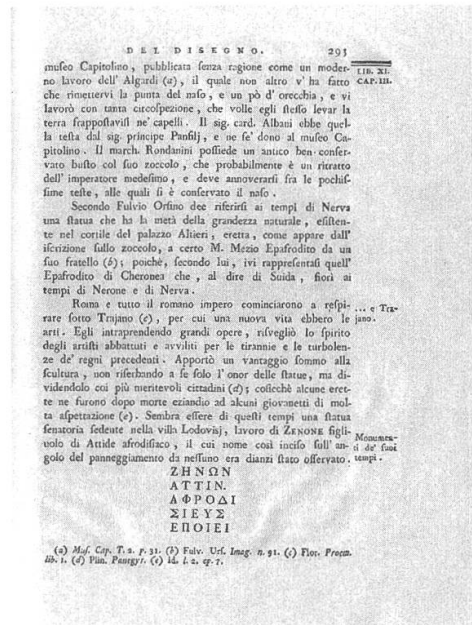 DEL DISEGNO. 293
LIB. XI.
CAP. III.
museo Capitolino, pubblicata senza ragione come un moder-
no lavoro dell' Algardi (a), il quale non altro v' ha fatto
che rimettervi la punta del naso, e un pò d' orecchia, e vi
lavorò con tanta circospezione, che volle egli stesso levar la
terra frappostavisi ne' capelli. Il sig. card. Albani ebbe quel-
la testa dal sig. principe Panfilj, e ne fe' dono al museo Ca-
pitolino. Il march. Rondanini possiede un antico ben conser-
vato busto col suo zoccolo, che probabilmente è un ritratto
dell' imperatore medesimo, e deve annoverarsi fra le pochis-
sime teste, alle quali si è conservato il naso.
Secondo Fulvio Orsino dee riferirsi ai tempi di Nerva
una statua che ha la metà della grandezza naturale, esisten-
te nel cortile del palazzo Altieri, eretta, come appare dall'
iscrizione sullo zoccolo, a certo M. Mezio Epafrodito da un
suo fratello (b); poichè, secondo lui, ivi rappresentasi quell'
Epafrodito di Cheronea che, al dire di Suida, fiorì ai
tempi di Nerone e di Nerva.
Roma e tutto il romano impero cominciarono a respi-
rare sotto Trajano (c), per cui una nuova vita ebbero le
arti. Egli intraprendendo grandi opere, risvegliò lo spirito
degli artisti abbattuti e avviliti per le tirannie e le turbolen-
ze de' regni precedenti. Apportò un vantaggio sommo alla
scultura, non riserbando a se solo l' onor delle statue, ma di-
videndolo coi più meritevoli cittadini (d); cosicchè alcune eret-
te ne furono dopo morte eziandio ad alcuni giovanetti di mol-
ta aspettazione (e). Sembra essere di questi tempi una statua
senatoria sedente nella villa Lodovisj, lavoro di ZENONE figli-
uolo di Attide afrodisiaco, il cui nome così inciso sull' an-
golo del panneggiamento da nessuno era dianzi stato osservato.
... e Tra-
jano.
Monumen-
ti de' suoi
tempi.
ΖΗΝΩΝ
ΑΤΤΙΝ.
ΑΦΡΟΔΙ
ΣΙΕΥΣ
ΕΠΟΙΕΙ
(a) Mus. Cap. T. 2. p. 31. (b) Fulv. Urs. Imag. n. 91. (c) Flor. Proœm.
lib. 1. (d) Plin. Panegyr. (e) Id. l. 2. ep. 7.